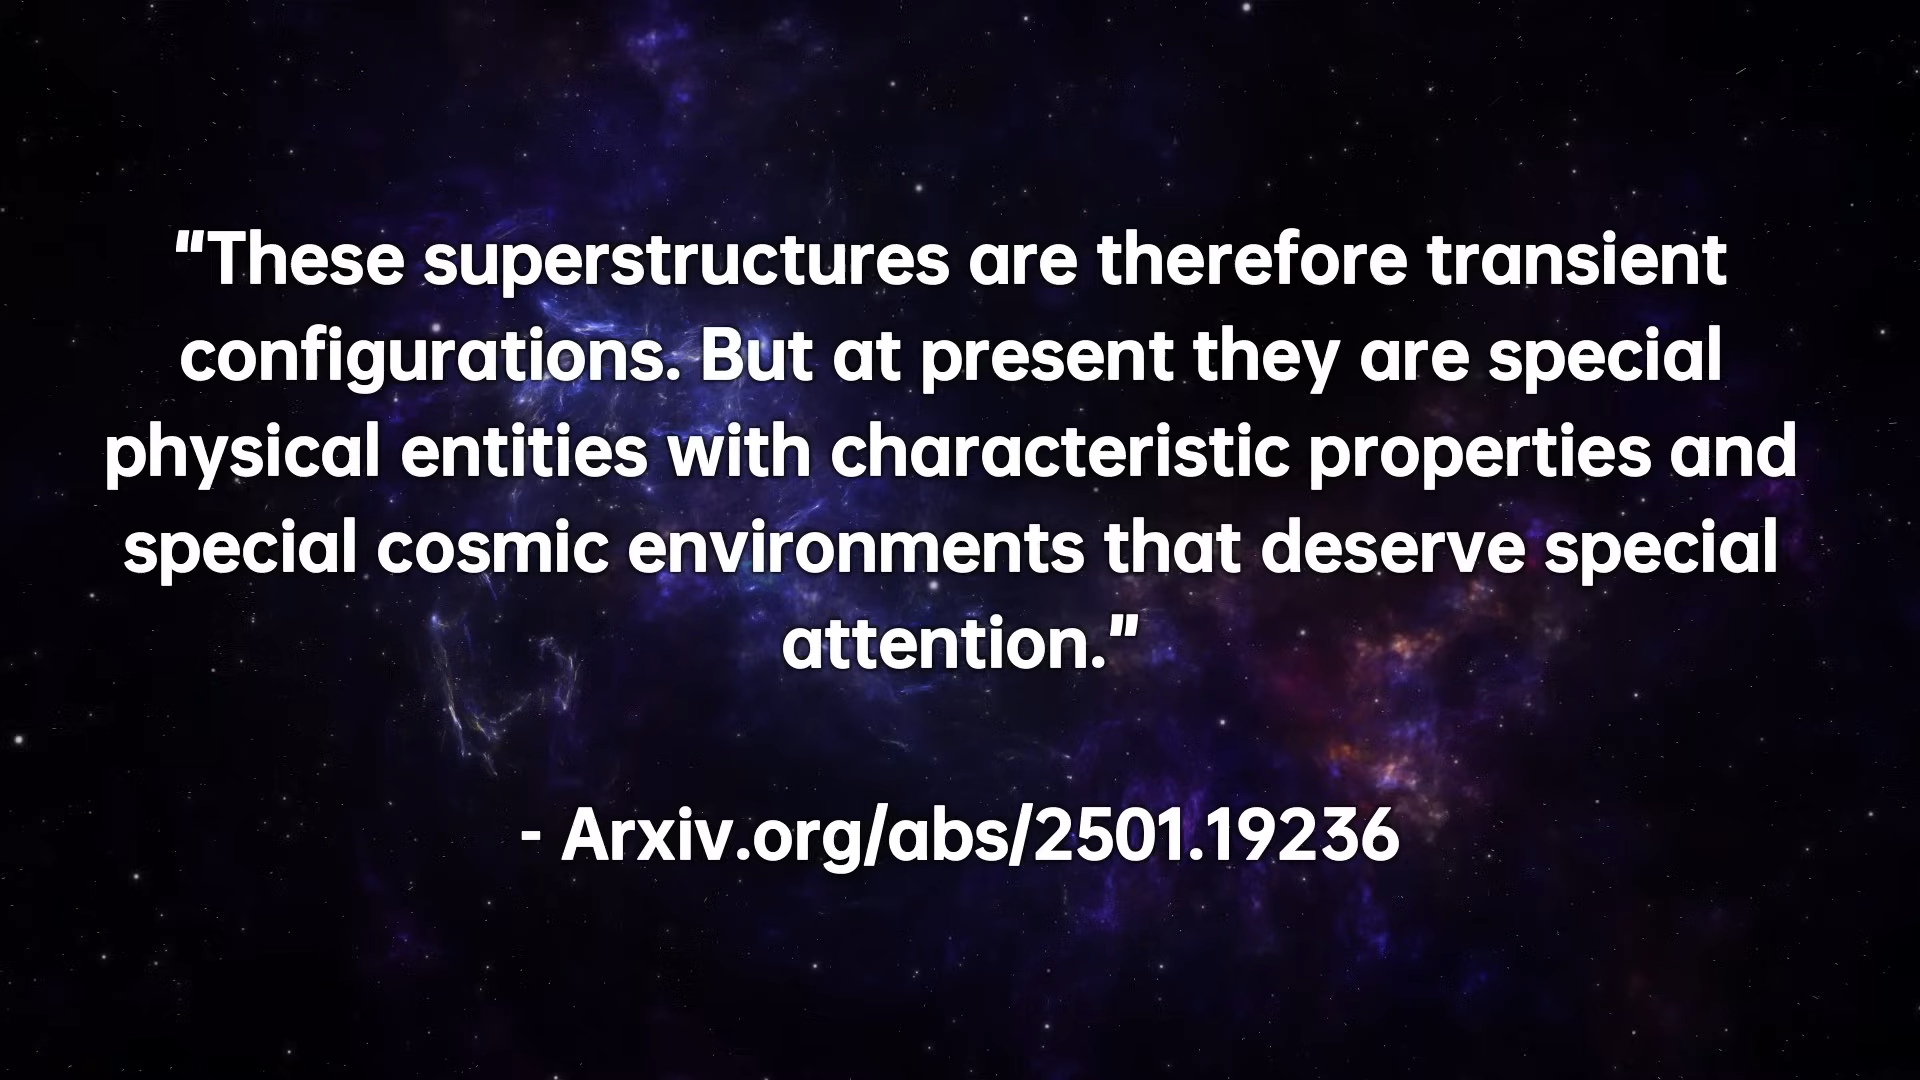 "These superstructures are therefore transient
configurations. But at present they are special
physical entities with characteristic properties and
special cosmic environments that deserve special
attention."
- Arxiv.org/abs/2501.19236